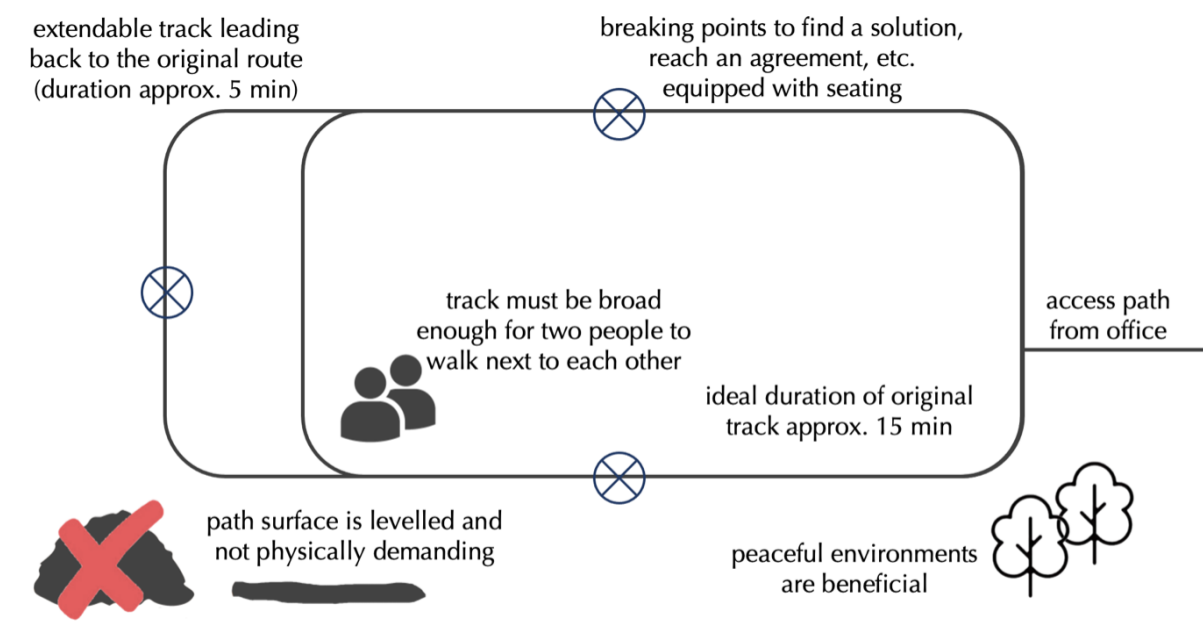 extendable track leading
back to the original route
(duration approx. 5 min)
breaking points to find a solution,
reach an agreement, etc.
equipped with seating
track must be broad
enough for two people to
walk next to each other
access path
from office
ideal duration of original
track approx. 15 min
path surface is levelled and
not physically demanding
peaceful environments
are beneficial